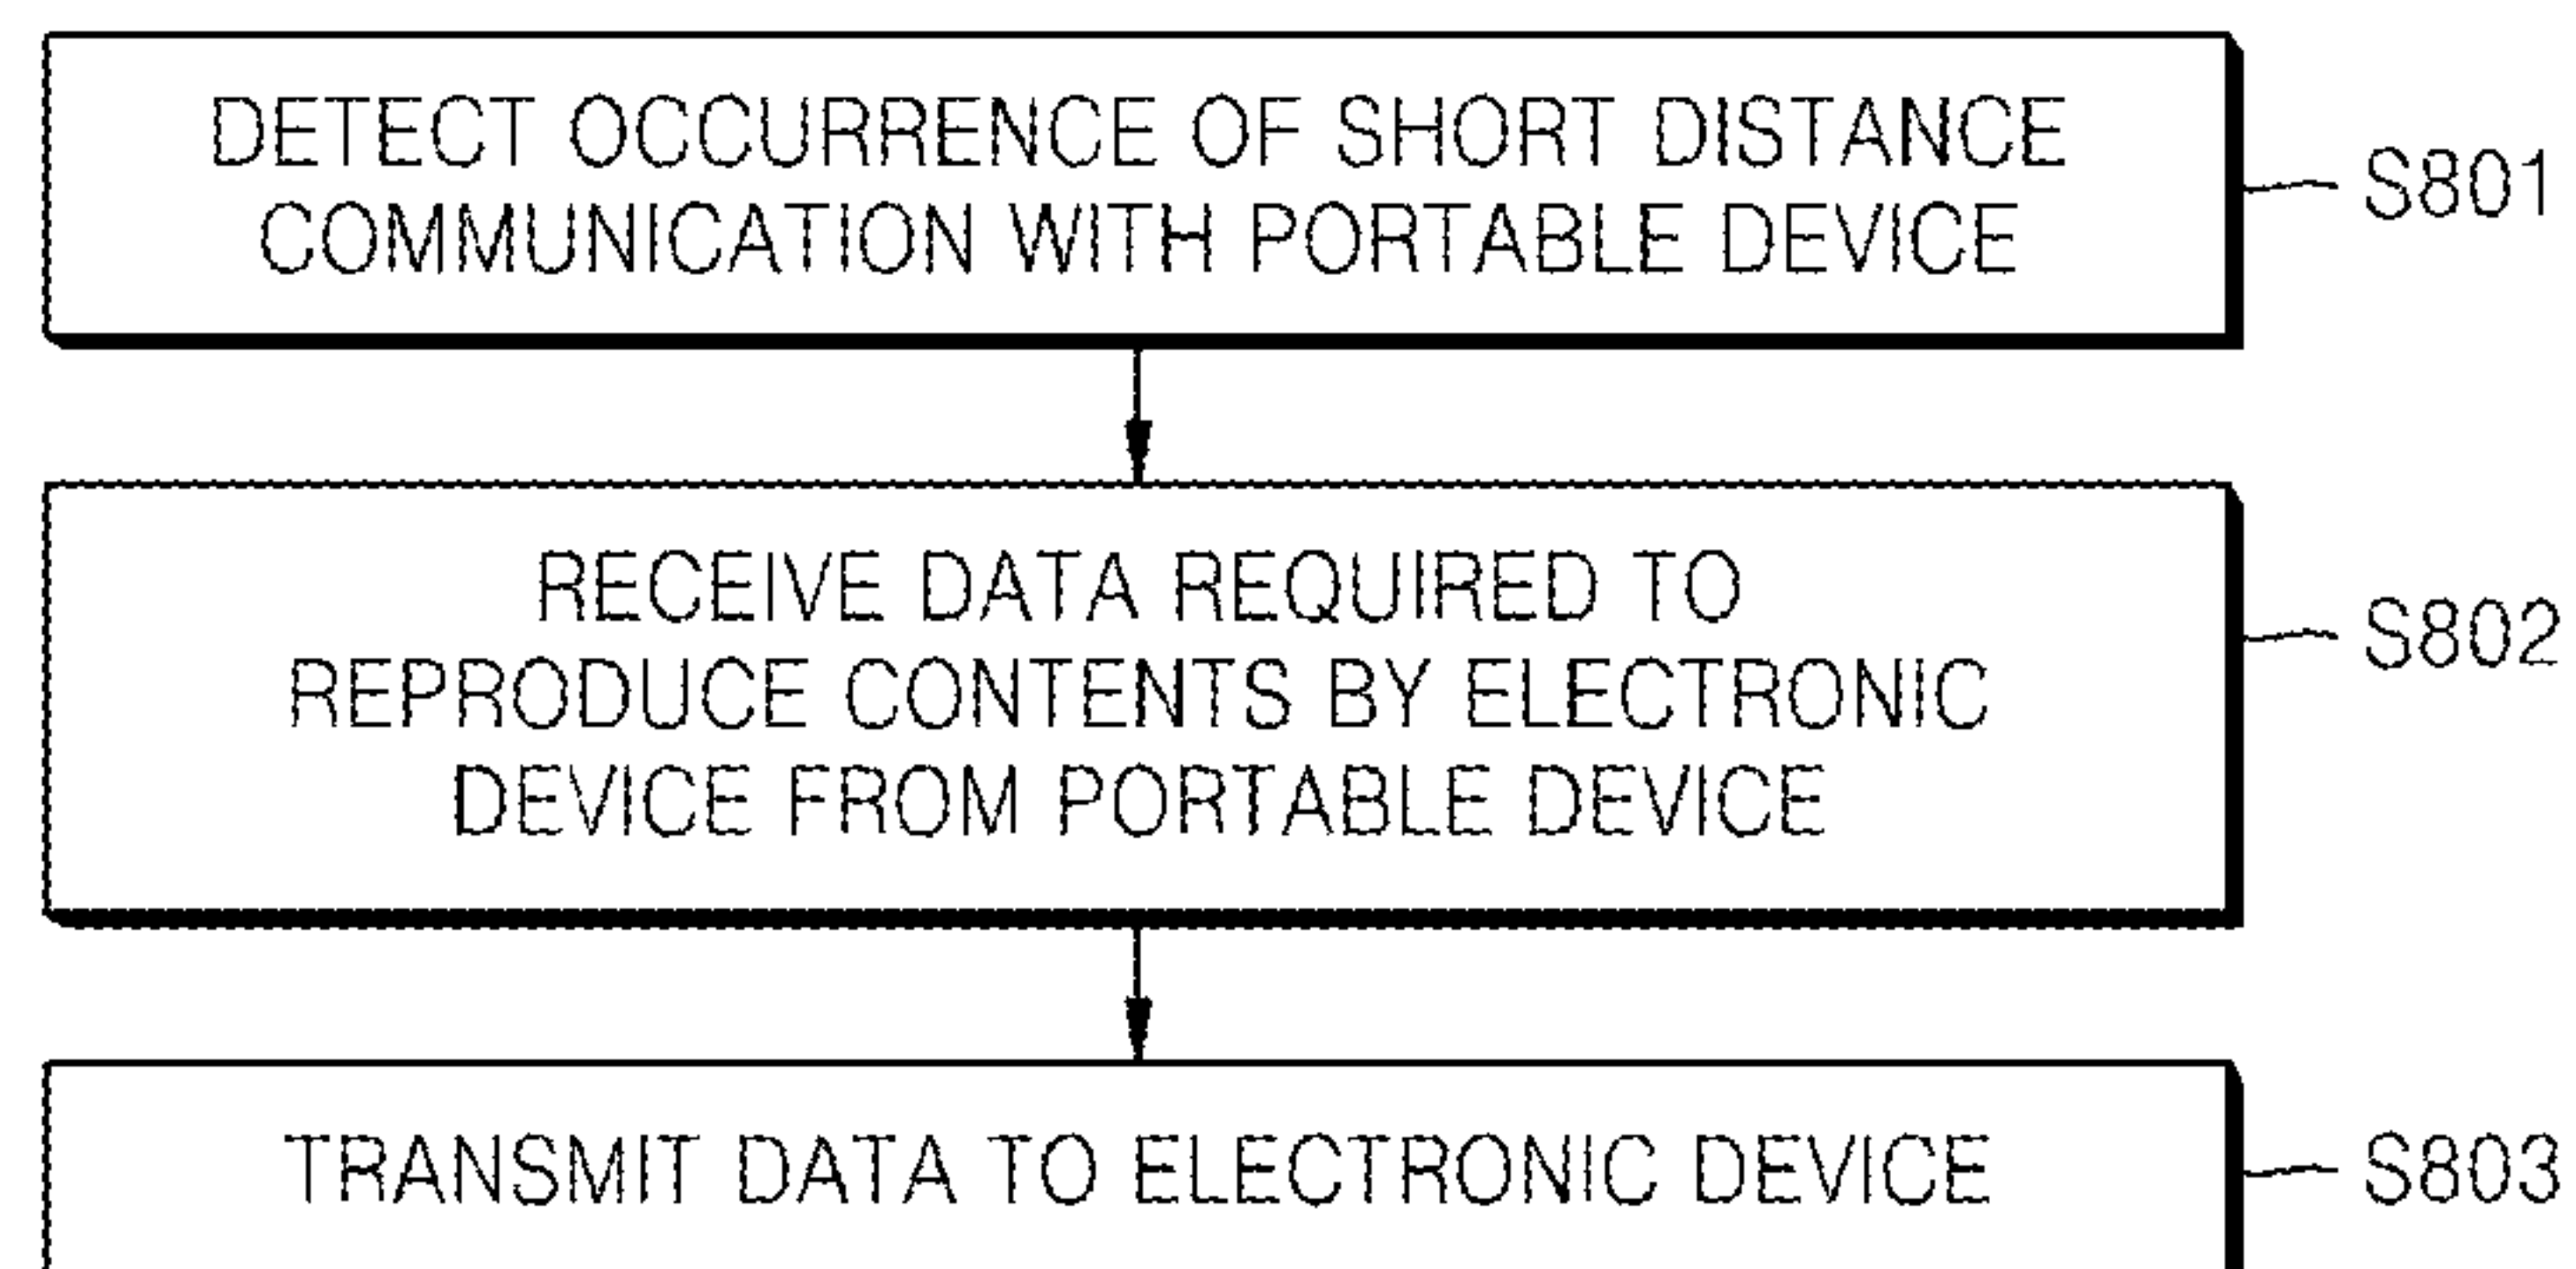 DETECT OCCURRENCE OF SHORT DISTANCE
COMMUNICATION WITH PORTABLE DEVICE
S801
RECEIVE DATA REQUIRED TO
REPRODUCE CONTENTS BY ELECTRONIC
DEVICE FROM PORTABLE DEVICE
S802
TRANSMIT DATA TO ELECTRONIC DEVICE
S803